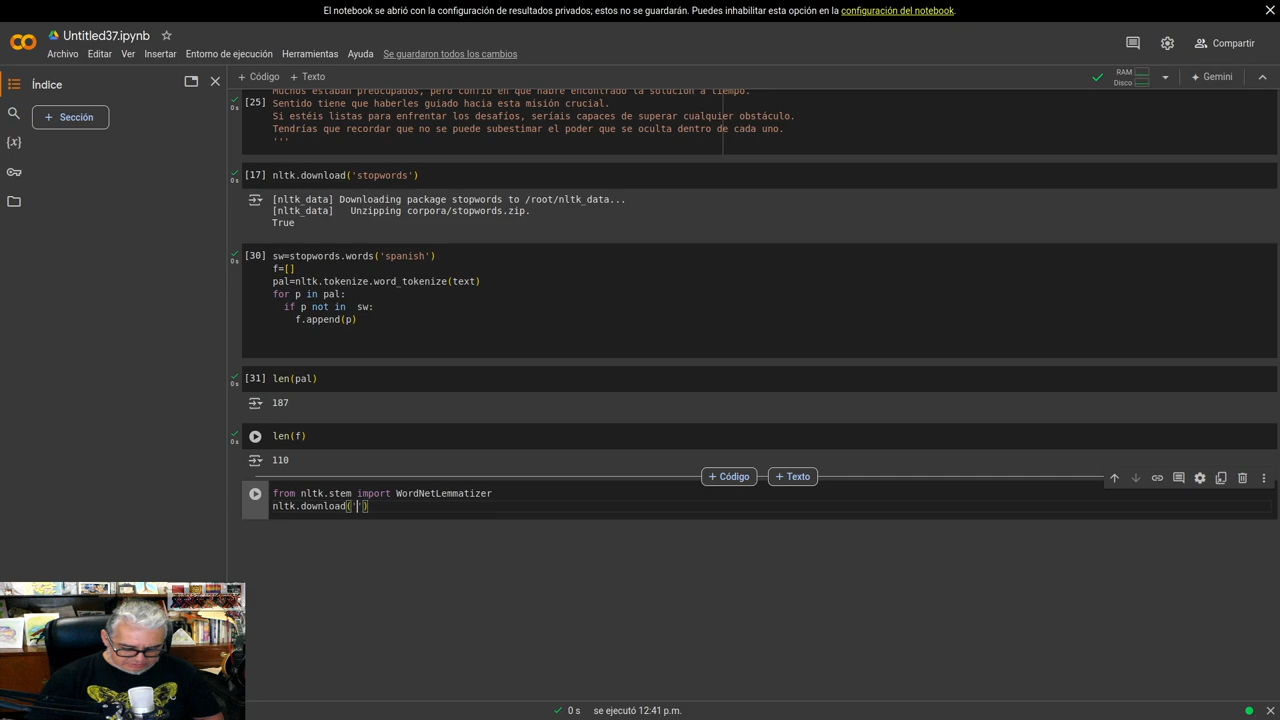 El notebook se abrió con la configuración de resultados privados; estos no se guardarán. Puedes inhabilitar esta opción en la configuración del notebook.
Untitled37.ipynb
Archivo Editar Ver Insertar Entorno de ejecución Herramientas Ayuda Se guardaron todos los cambios
Compartir
Índice
+ Código + Texto
RAM
Disco
Gemini
+ Sección
Muchos estaban preocupados, pero confío en que habré encontrado la solución a tiempo.
[25] Sentido tiene que haberles guiado hacia esta misión crucial.
0 s
Si estéis listas para enfrentar los desafíos, seríais capaces de superar cualquier obstáculo.
Tendrías que recordar que no se puede subestimar el poder que se oculta dentro de cada uno.
'''
{x}
[17] nltk.download('stopwords')
0 s
[nltk_data] Downloading package stopwords to /root/nltk_data...
[nltk_data]   Unzipping corpora/stopwords.zip.
True
[30] sw=stopwords.words('spanish')
0 s
f=[]
pal=nltk.tokenize.word_tokenize(text)
for p in pal:
  if p not in  sw:
    f.append(p)
[31] len(pal)
0 s
187
len(f)
0 s
110
+ Código + Texto
from nltk.stem import WordNetLemmatizer
nltk.download('')
0 s se ejecutó 12:41 p.m.